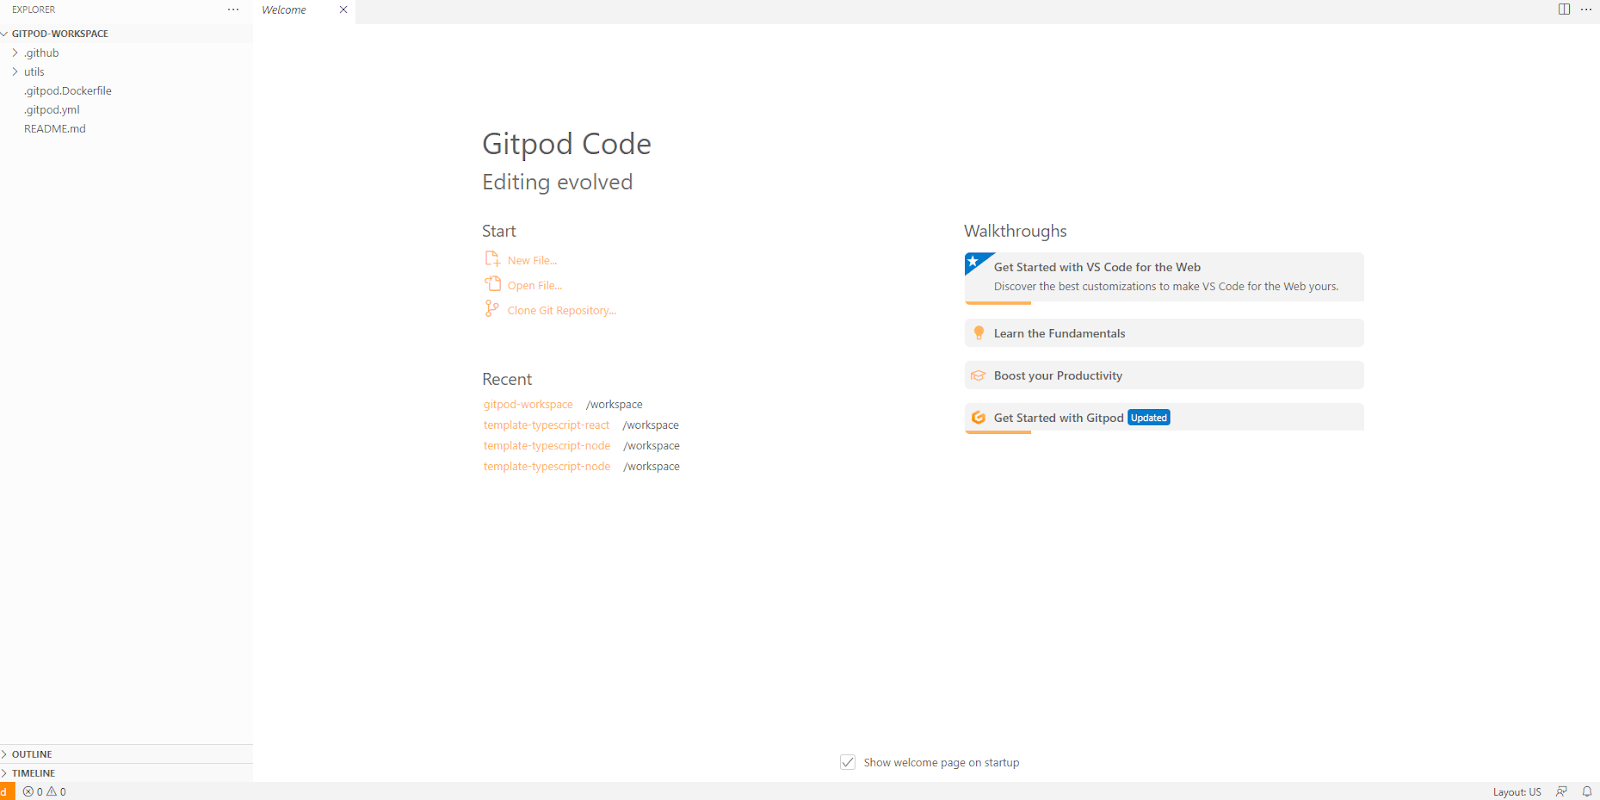 EXPLORER
GITPOD-WORKSPACE
.github
utils
.gitpod.Dockerfile
.gitpod.yml
README.md
OUTLINE
TIMELINE
Welcome
Gitpod Code
Editing evolved
Start
New File...
Open File...
Clone Git Repository...
Recent
gitpod-workspace /workspace
template-typescript-react /workspace
template-typescript-node /workspace
template-typescript-node /workspace
Walkthroughs
Get Started with VS Code for the Web
Discover the best customizations to make VS Code for the Web yours.
Learn the Fundamentals
Boost your Productivity
Get Started with Gitpod Updated
Show welcome page on startup
d 0 0 Layout: US